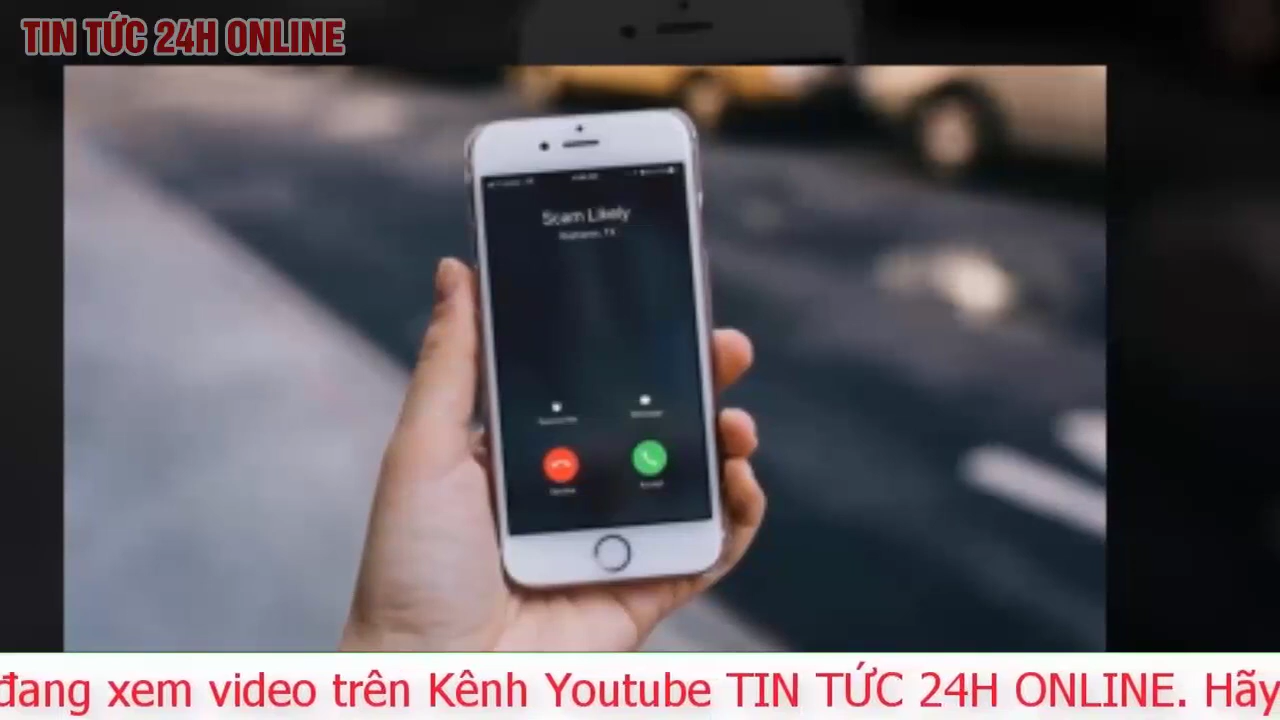 TIN TỨC 24H ONLINE
Scam Likely
đang xem video trên Kênh Youtube TIN TỨC 24H ONLINE. Hãy